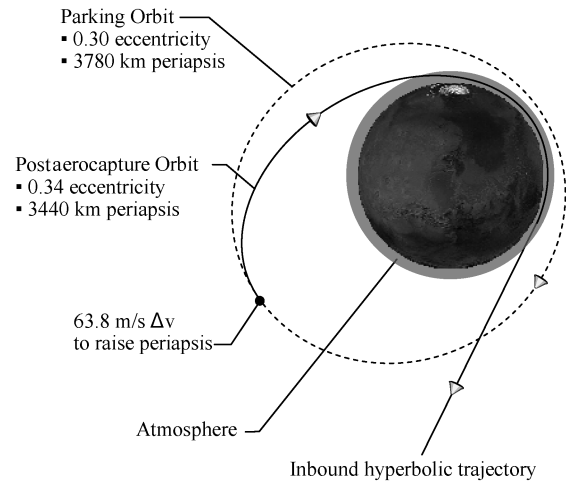 Parking Orbit
▪ 0.30 eccentricity
▪ 3780 km periapsis
Postaerocapture Orbit
▪ 0.34 eccentricity
▪ 3440 km periapsis
63.8 m/s Δv
to raise periapsis
Atmosphere
Inbound hyperbolic trajectory